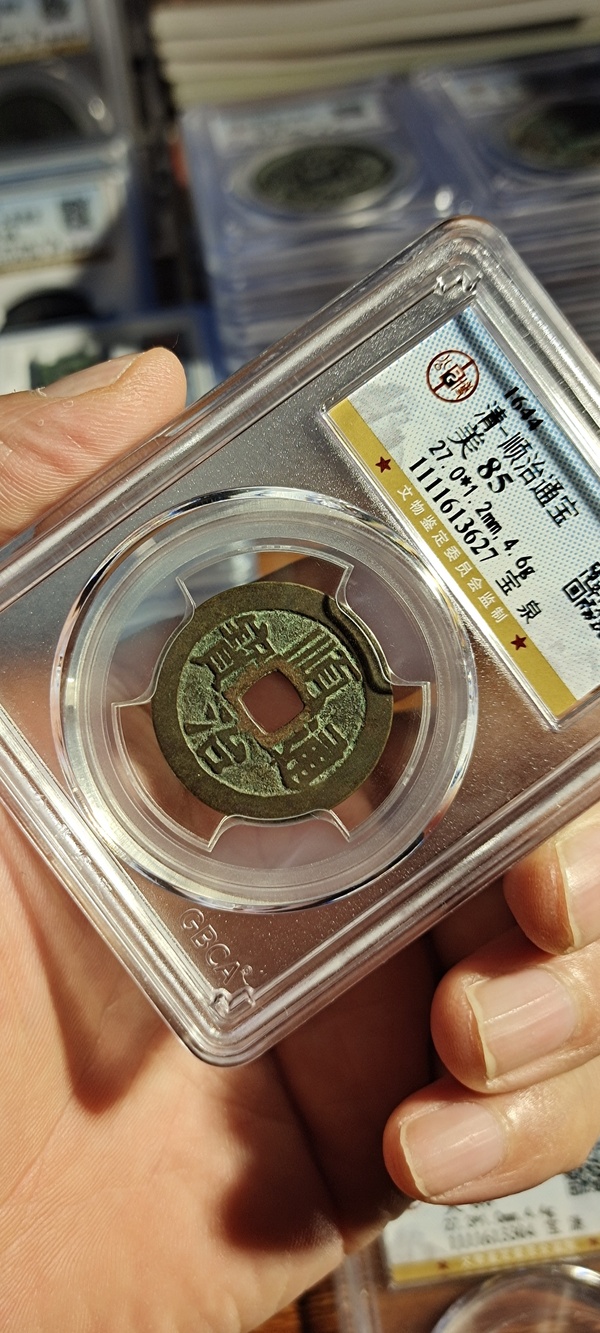 1644
清·顺治通宝
美 85
27.0*1.2mm,4.6g
1111613627 宝泉
★ 文物鉴定委员会监制 ★
順治通寶
GBCA